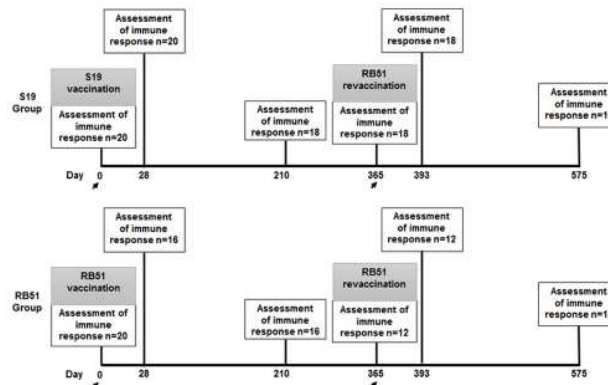 Assessment
of immune
response n=20
Assessment
of immune
response n=18
S19
vaccination
RB51
revaccination
S19
Group
Assessment of
immune
response n=20
Assessment
of immune
response n=18
Assessment of
immune
response n=18
Assessment
of immune
Day
0
28
210
365
393
575
Assessment
of immune
response n=16
Assessment
of immune
response n=12
RB51
vaccination
RB51
revaccination
RB51
Group
Assessment of
immune
response n=20
Assessment
of immune
response n=16
Assessment
of immune
response n=12
Assessment
of immune
Day
0
28
210
365
393
575